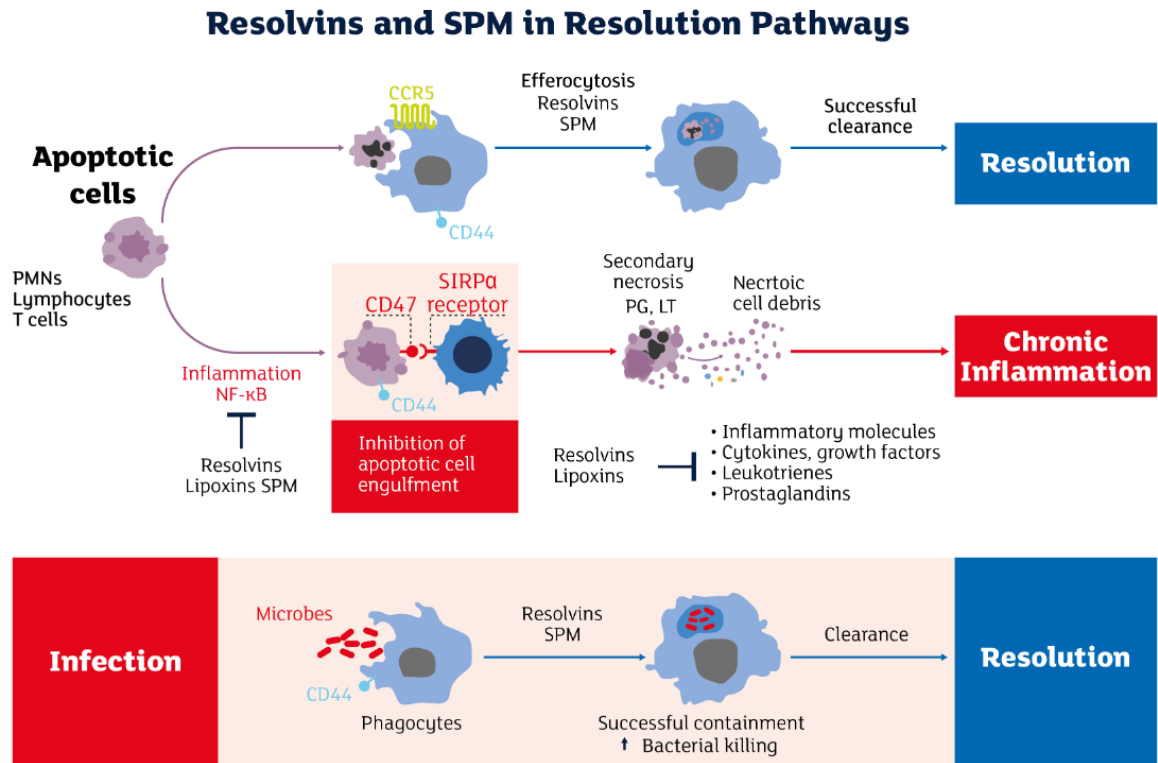 Resolvins and SPM in Resolution Pathways
Apoptotic
cells
PMNs
Lymphocytes
T cells
CCR5
CD44
Efferocytosis
Resolvins
SPM
Successful
clearance
Resolution
Inflammation
NF-κB
Resolvins
Lipoxins SPM
CD47
SIRPα
receptor
CD44
Inhibition of
apoptotic cell
engulfment
Secondary
necrosis
PG, LT
Necrtoic
cell debris
Chronic
Inflammation
Resolvins
Lipoxins
• Inflammatory molecules
• Cytokines, growth factors
• Leukotrienes
• Prostaglandins
Infection
Microbes
CD44
Phagocytes
Resolvins
SPM
Successful containment
⬆ Bacterial killing
Clearance
Resolution